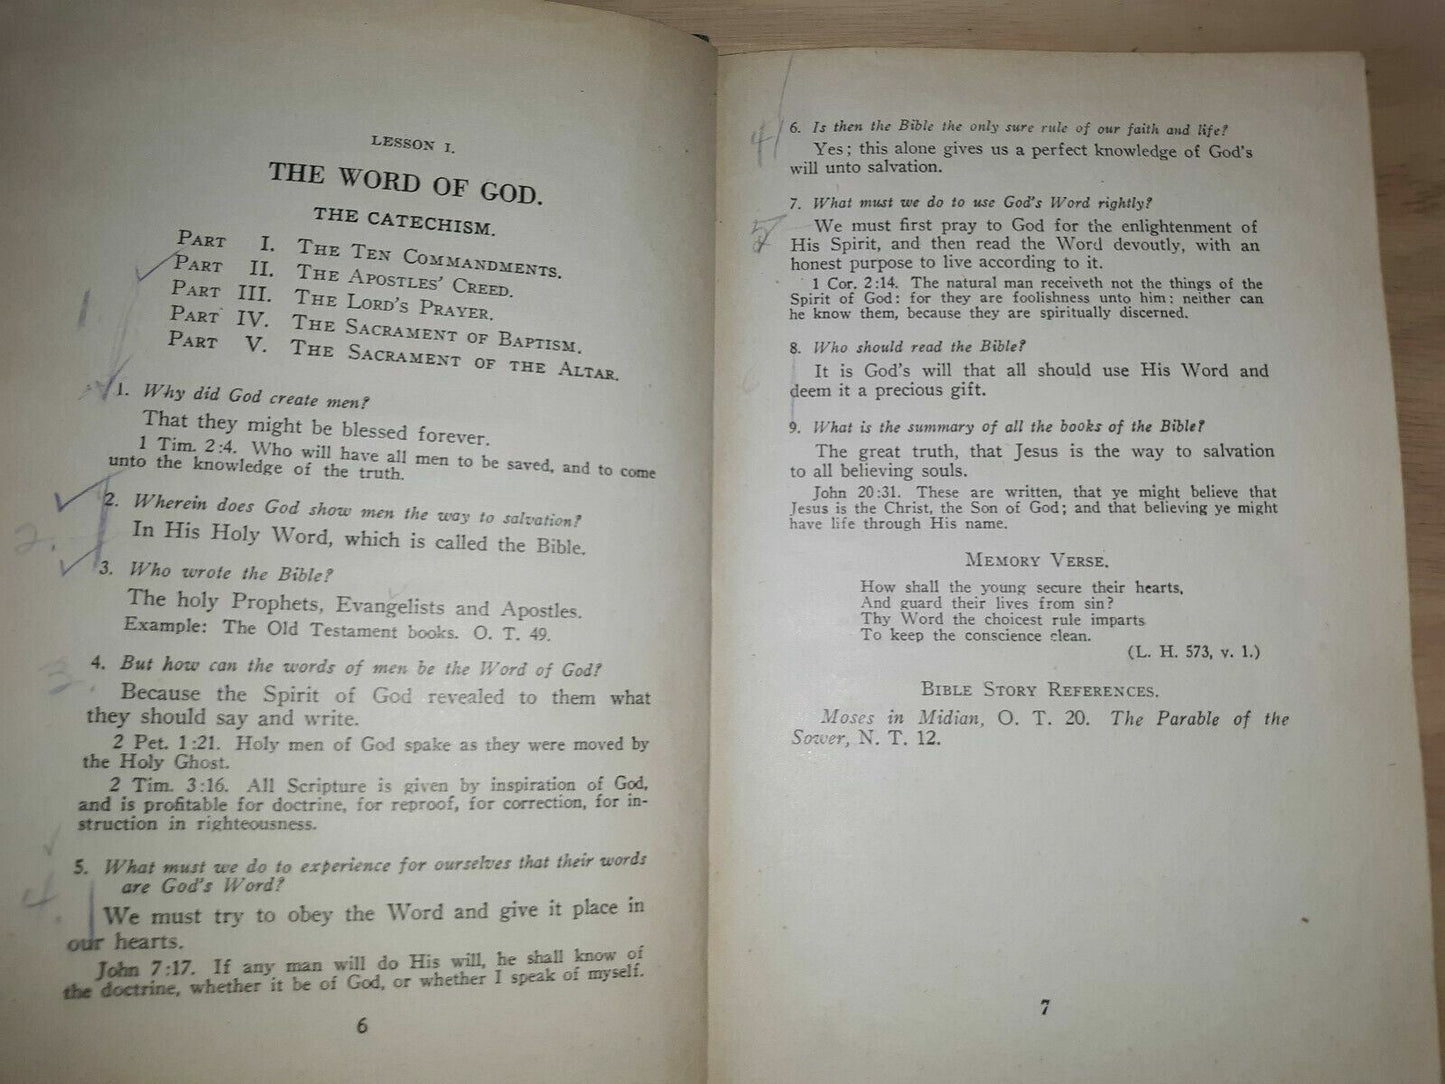 LESSON I.
THE WORD OF GOD.
THE CATECHISM.
PART I. THE TEN COMMANDMENTS.
PART II. THE APOSTLES' CREED.
PART III. THE LORD'S PRAYER.
PART IV. THE SACRAMENT OF BAPTISM.
PART V. THE SACRAMENT OF THE ALTAR.
1
1. Why did God create men?
That they might be blessed forever.
1 Tim. 2:4. Who will have all men to be saved, and to come
unto the knowledge of the truth.
2. Wherein does God show men the way to salvation?
In His Holy Word, which is called the Bible.
2.
3. Who wrote the Bible?
The holy Prophets, Evangelists and Apostles.
Example: The Old Testament books. O. T. 49.
3.
4. But how can the words of men be the Word of God?
Because the Spirit of God revealed to them what
they should say and write.
2 Pet. 1:21. Holy men of God spake as they were moved by
the Holy Ghost.
2 Tim. 3:16. All Scripture is given by inspiration of God,
and is profitable for doctrine, for reproof, for correction, for in-
struction in righteousness.
5. What must we do to experience for ourselves that their words
are God's Word?
4.
We must try to obey the Word and give it place in
our hearts.
John 7:17. If any man will do His will, he shall know of
the doctrine, whether it be of God, or whether I speak of myself.
6
4
6. Is then the Bible the only sure rule of our faith and life?
Yes; this alone gives us a perfect knowledge of God's
will unto salvation.
7. What must we do to use God's Word rightly?
5
We must first pray to God for the enlightenment of
His Spirit, and then read the Word devoutly, with an
honest purpose to live according to it.
1 Cor. 2:14. The natural man receiveth not the things of the
Spirit of God: for they are foolishness unto him: neither can
he know them, because they are spiritually discerned.
8. Who should read the Bible?
It is God's will that all should use His Word and
deem it a precious gift.
9. What is the summary of all the books of the Bible?
The great truth, that Jesus is the way to salvation
to all believing souls.
John 20:31. These are written, that ye might believe that
Jesus is the Christ, the Son of God; and that believing ye might
have life through His name.
MEMORY VERSE.
How shall the young secure their hearts,
And guard their lives from sin?
Thy Word the choicest rule imparts
To keep the conscience clean.
(L. H. 573, v. 1.)
BIBLE STORY REFERENCES.
Moses in Midian, O. T. 20. The Parable of the
Sower, N. T. 12.
7